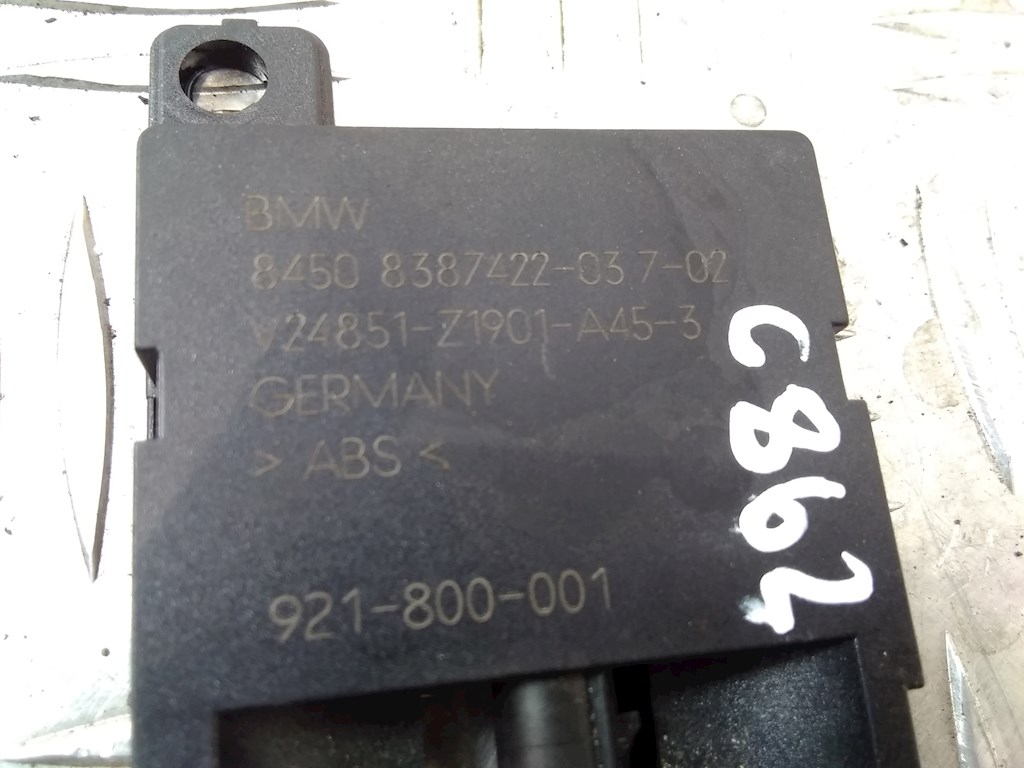 BMW
8450 8387422-03 7-02
V24851-Z1901-A45-3
GERMANY
> ABS <
921-800-001
C862